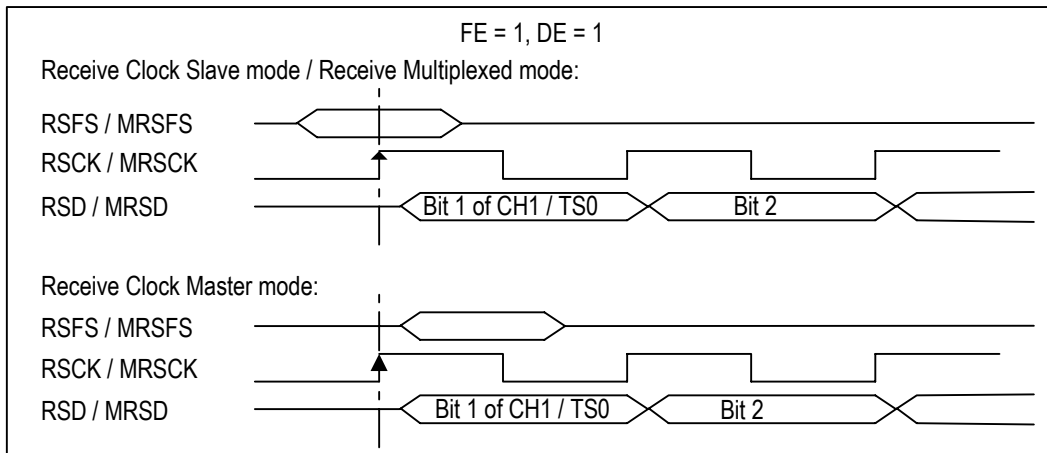 FE = 1, DE = 1
Receive Clock Slave mode / Receive Multiplexed mode:
RSFS / MRSFS
RSCK / MRSCK
RSD / MRSD
Bit 1 of CH1 / TS0
Bit 2
Receive Clock Master mode:
RSFS / MRSFS
RSCK / MRSCK
RSD / MRSD
Bit 1 of CH1 / TS0
Bit 2